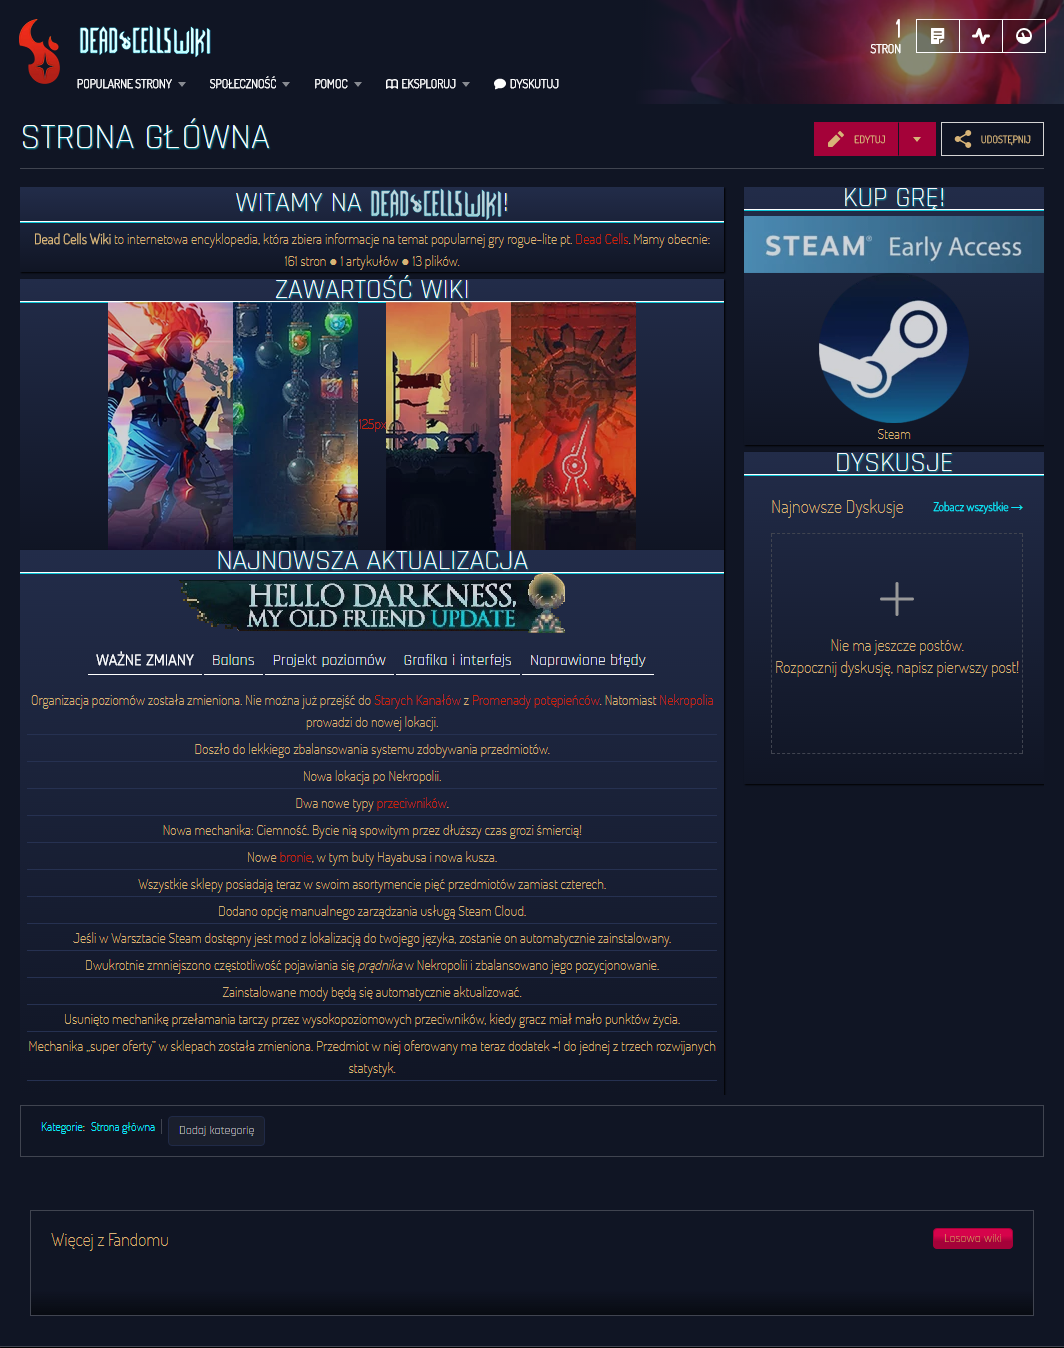 DEAD CELLS WIKI
1
STRON
POPULARNE STRONY
SPOŁECZNOŚĆ
POMOC
EKSPLORUJ
DYSKUTUJ
STRONA GŁÓWNA
EDYTUJ
UDOSTĘPNIJ
WITAMY NA DEAD CELLS WIKI!
Dead Cells Wiki to internetowa encyklopedia, która zbiera informacje na temat popularnej gry rogue-lite pt. Dead Cells. Mamy obecnie:
161 stron ● 1 artykułów ● 13 plików.
ZAWARTOŚĆ WIKI
125px
NAJNOWSZA AKTUALIZACJA
HELLO DARKNESS,
MY OLD FRIEND UPDATE
WAŻNE ZMIANY
Balans
Projekt poziomów
Grafika i interfejs
Naprawione błędy
Organizacja poziomów została zmieniona. Nie można już przejść do Starych Kanałów z Promenady potępieńców. Natomiast Nekropolia
prowadzi do nowej lokacji.
Doszło do lekkiego zbalansowania systemu zdobywania przedmiotów.
Nowa lokacja po Nekropolii.
Dwa nowe typy przeciwników.
Nowa mechanika: Ciemność. Bycie nią spowitym przez dłuższy czas grozi śmiercią!
Nowe bronie, w tym buty Hayabusa i nowa kusza.
Wszystkie sklepy posiadają teraz w swoim asortymencie pięć przedmiotów zamiast czterech.
Dodano opcję manualnego zarządzania usługą Steam Cloud.
Jeśli w Warsztacie Steam dostępny jest mod z lokalizacją do twojego języka, zostanie on automatycznie zainstalowany.
Dwukrotnie zmniejszono częstotliwość pojawiania się prądnika w Nekropolii i zbalansowano jego pozycjonowanie.
Zainstalowane mody będą się automatycznie aktualizować.
Usunięto mechanikę przełamania tarczy przez wysokopoziomowych przeciwników, kiedy gracz miał mało punktów życia.
Mechanika „super oferty" w sklepach została zmieniona. Przedmiot w niej oferowany ma teraz dodatek +1 do jednej z trzech rozwijanych
statystyk.
KUP GRĘ!
STEAM® Early Access
Steam
DYSKUSJE
Najnowsze Dyskusje
Zobacz wszystkie →
Nie ma jeszcze postów.
Rozpocznij dyskusję, napisz pierwszy post!
Kategorie: Strona główna
Dodaj kategorię
Więcej z Fandomu
Losowa wiki